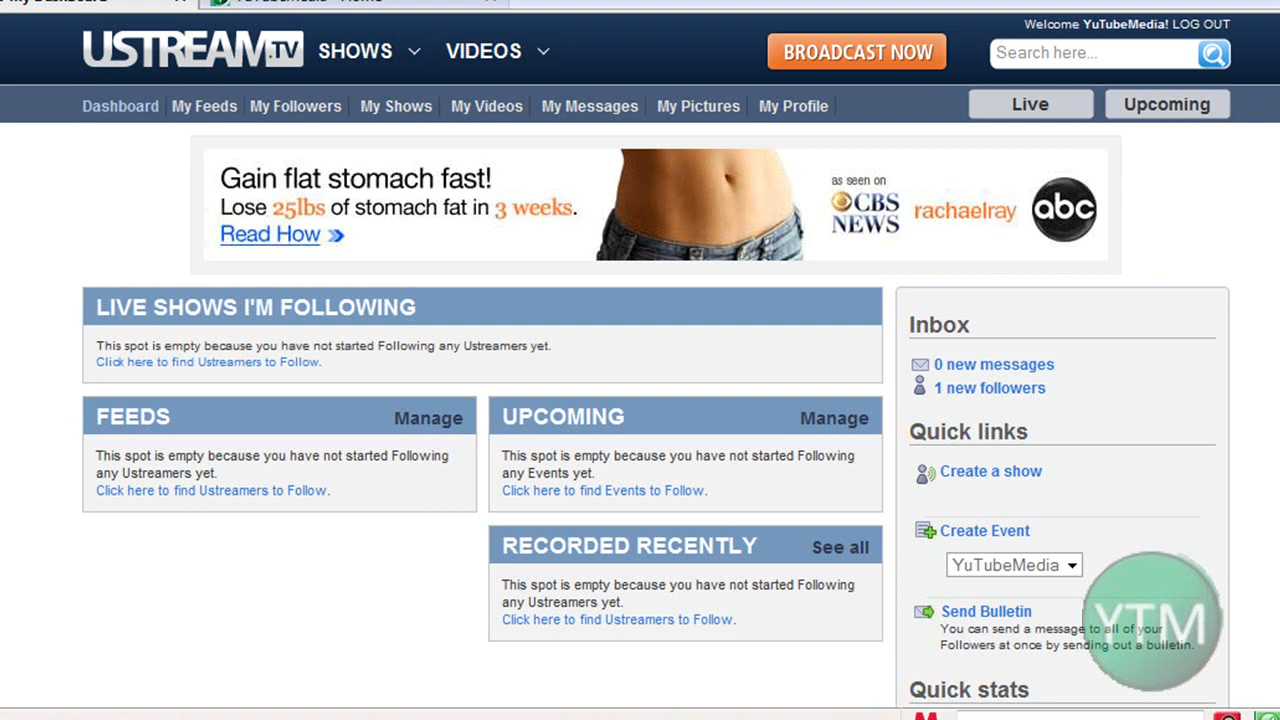 Welcome YuTubeMedia! LOG OUT
USTREAM.TV SHOWS VIDEOS BROADCAST NOW Search here...
Dashboard My Feeds My Followers My Shows My Videos My Messages My Pictures My Profile Live Upcoming
Gain flat stomach fast!
Lose 25lbs of stomach fat in 3 weeks.
Read How
as seen on
CBS
NEWS
rachaelray
abc
LIVE SHOWS I'M FOLLOWING
This spot is empty because you have not started Following any Ustreamers yet.
Click here to find Ustreamers to Follow.
FEEDS Manage
This spot is empty because you have not started Following
any Ustreamers yet.
Click here to find Ustreamers to Follow.
UPCOMING Manage
This spot is empty because you have not started Following
any Events yet.
Click here to find Events to Follow.
RECORDED RECENTLY See all
This spot is empty because you have not started Following
any Ustreamers yet.
Click here to find Ustreamers to Follow.
Inbox
0 new messages
1 new followers
Quick links
Create a show
Create Event
YuTubeMedia
Send Bulletin
You can send a message to all of your
Followers at once by sending out a bulletin.
YTM
Quick stats